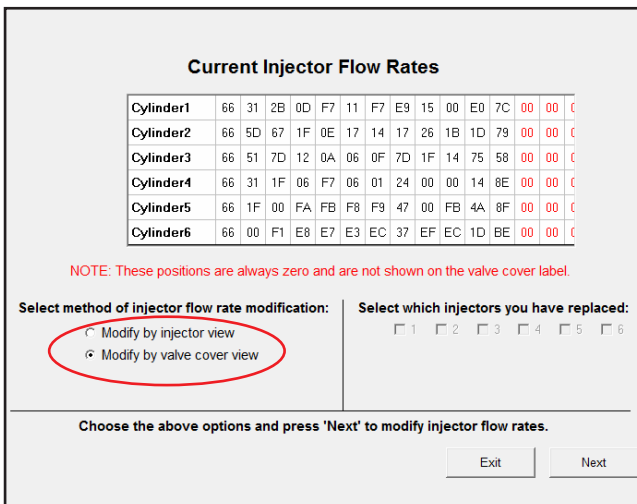 Current Injector Flow Rates
Cylinder1 66 31 2B 0D F7 11 F7 E9 15 00 E0 7C 00 00
Cylinder2 66 5D 67 1F 0E 17 14 17 26 1B 1D 79 00 00
Cylinder3 66 51 7D 12 0A 06 0F 7D 1F 14 75 58 00 00
Cylinder4 66 31 1F 06 F7 06 01 24 00 00 14 8E 00 00
Cylinder5 66 1F 00 FA FB F8 F9 47 00 FB 4A 8F 00 00
Cylinder6 66 00 F1 E8 E7 E3 EC 37 EF EC 1D BE 00 00
NOTE: These positions are always zero and are not shown on the valve cover label.
Select method of injector flow rate modification:
Modify by injector view
Modify by valve cover view
Select which injectors you have replaced:
1 2 3 4 5 6
Choose the above options and press 'Next' to modify injector flow rates.
Exit Next